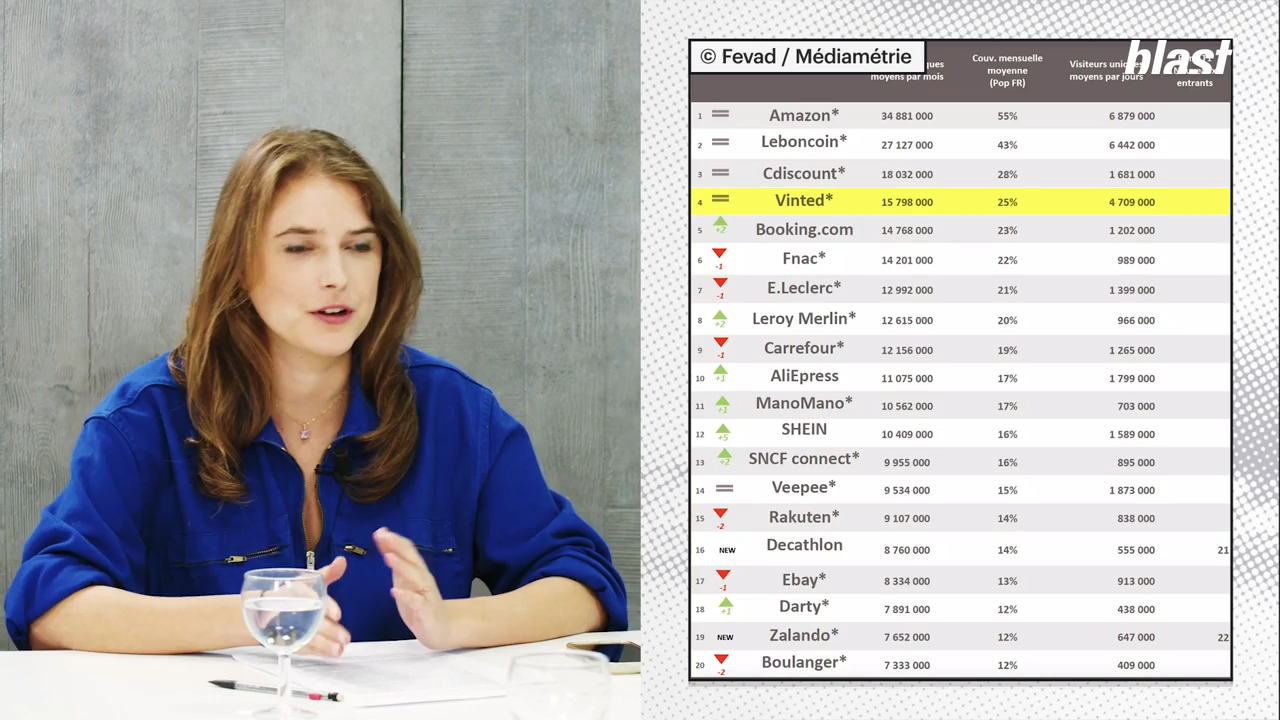 © Fevad / Médiamétrie
blast
moyens par mois
Couv. mensuelle
moyenne
(Pop FR)
moyens par jours
entrants
1 Amazon* 34 881 000 55% 6 879 000
2 Leboncoin* 27 127 000 43% 6 442 000
3 Cdiscount* 18 032 000 28% 1 681 000
4 Vinted* 15 798 000 25% 4 709 000
5 +2 Booking.com 14 768 000 23% 1 202 000
6 -1 Fnac* 14 201 000 22% 989 000
7 -1 E.Leclerc* 12 992 000 21% 1 399 000
8 +2 Leroy Merlin* 12 615 000 20% 966 000
9 -1 Carrefour* 12 156 000 19% 1 265 000
10 +1 AliEpress 11 075 000 17% 1 799 000
11 +1 ManoMano* 10 562 000 17% 703 000
12 +5 SHEIN 10 409 000 16% 1 589 000
13 +2 SNCF connect* 9 955 000 16% 895 000
14 Veepee* 9 534 000 15% 1 873 000
15 -2 Rakuten* 9 107 000 14% 838 000
16 NEW Decathlon 8 760 000 14% 555 000 21
17 -1 Ebay* 8 334 000 13% 913 000
18 +1 Darty* 7 891 000 12% 438 000
19 NEW Zalando* 7 652 000 12% 647 000 22
20 -2 Boulanger* 7 333 000 12% 409 000